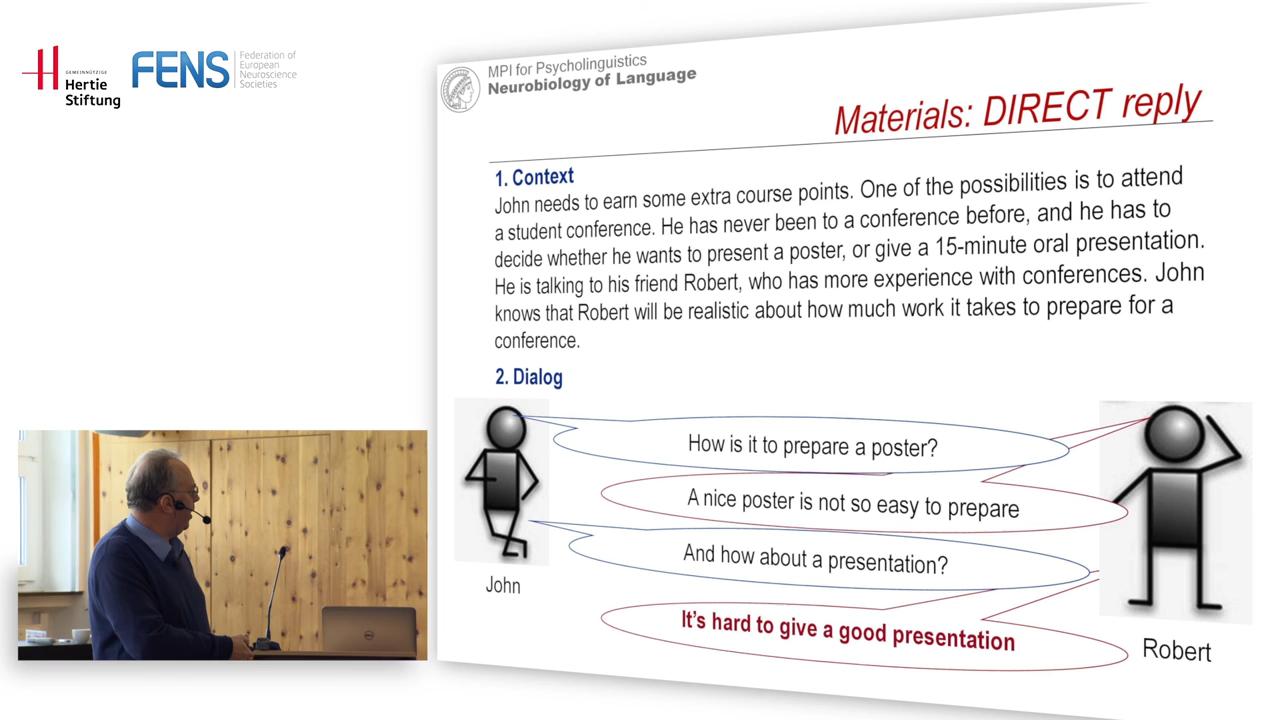 GEMEINNÜTZIGE
Hertie
Stiftung
FENS
Federation of
European
Neuroscience
Societies
MPI for Psycholinguistics
Neurobiology of Language
Materials: DIRECT reply
1. Context
John needs to earn some extra course points. One of the possibilities is to attend
a student conference. He has never been to a conference before, and he has to
decide whether he wants to present a poster, or give a 15-minute oral presentation.
He is talking to his friend Robert, who has more experience with conferences. John
knows that Robert will be realistic about how much work it takes to prepare for a
conference.
2. Dialog
How is it to prepare a poster?
A nice poster is not so easy to prepare
And how about a presentation?
It's hard to give a good presentation
John
Robert